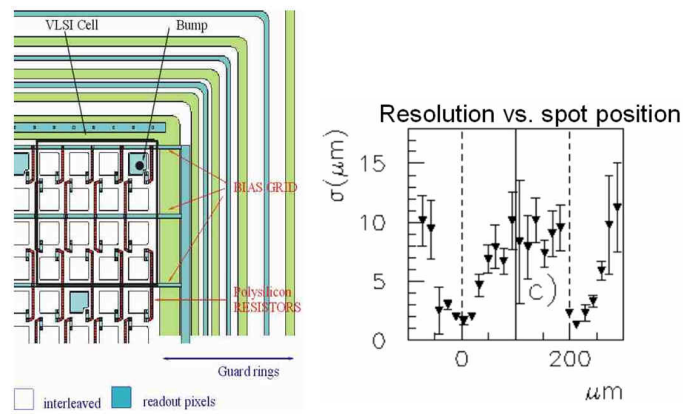 VLSI Cell
Bump
BIAS GRID
Polysilicon
RESISTORS
Guard rings
interleaved
readout pixels
Resolution vs. spot position
σ(μm)
15
10
5
0
c)
0
200
μm